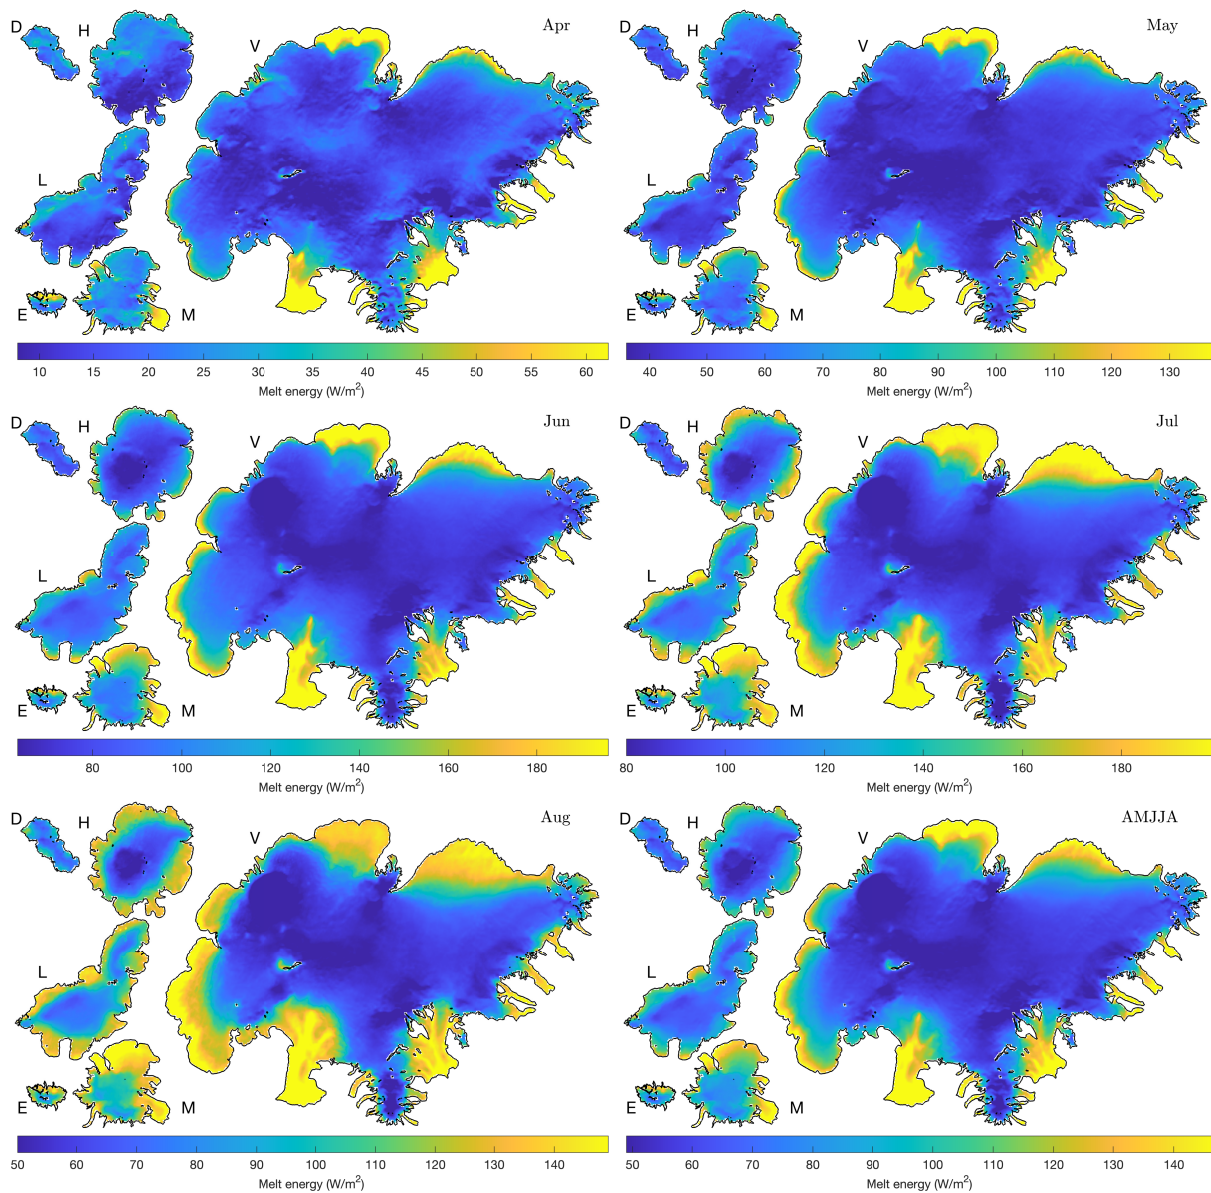 D H V Apr
L
E M
10 15 20 25 30 35 40 45 50 55 60
Melt energy (W/m²)
D H V May
L
E M
40 50 60 70 80 90 100 110 120 130
Melt energy (W/m²)
D H V Jun
L
E M
80 100 120 140 160 180
Melt energy (W/m²)
D H V Jul
L
E M
80 100 120 140 160 180
Melt energy (W/m²)
D H V Aug
L
E M
50 60 70 80 90 100 110 120 130 140
Melt energy (W/m²)
D H V AMJJA
L
E M
50 60 70 80 90 100 110 120 130 140
Melt energy (W/m²)